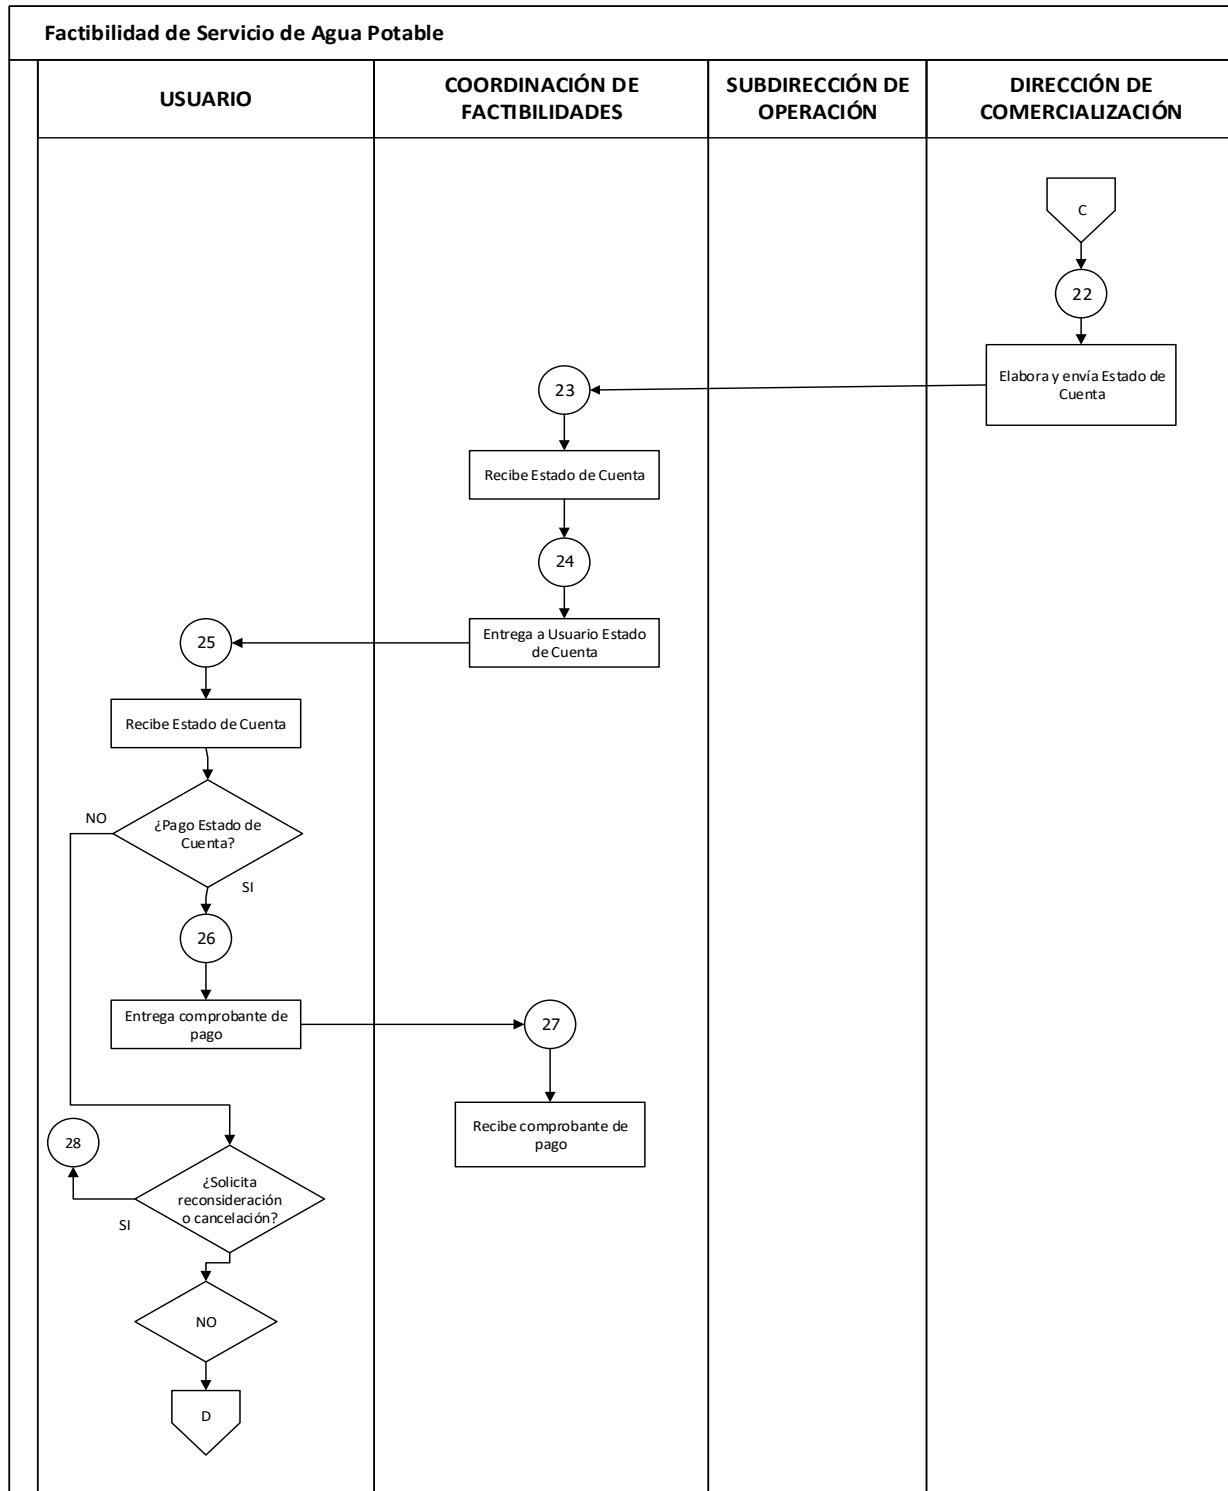 Factibilidad de Servicio de Agua Potable
USUARIO
COORDINACIÓN DE
FACTIBILIDADES
SUBDIRECCIÓN DE
OPERACIÓN
DIRECCIÓN DE
COMERCIALIZACIÓN
C
22
Elabora y envía Estado de
Cuenta
23
Recibe Estado de Cuenta
24
Entrega a Usuario Estado
de Cuenta
25
Recibe Estado de Cuenta
NO
¿Pago Estado de
Cuenta?
SI
26
Entrega comprobante de
pago
27
Recibe comprobante de
pago
28
¿Solicita
reconsideración
o cancelación?
SI
NO
D